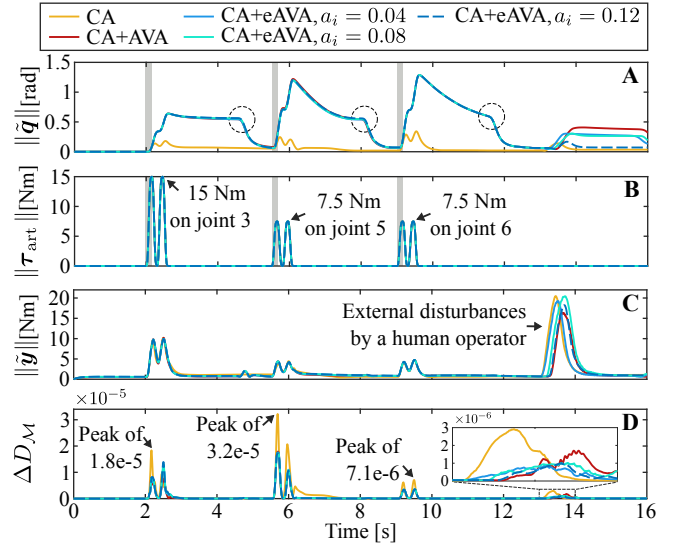 CA
CA+AVA
CA+eAVA, a_i = 0.04
CA+eAVA, a_i = 0.08
CA+eAVA, a_i = 0.12
A
||q̃||[rad]
1.5
1
0.5
0
B
||τ_art||[Nm]
15
10
5
0
15 Nm
on joint 3
7.5 Nm
on joint 5
7.5 Nm
on joint 6
C
||ỹ||[Nm]
20
15
10
5
0
External disturbances
by a human operator
×10⁻⁵
D
ΔD_ℳ
3
2
1
0
Peak of
1.8e-5
Peak of
3.2e-5
Peak of
7.1e-6
×10⁻⁶
3
2
1
0
0 2 4 6 8 10 12 14 16
Time [s]